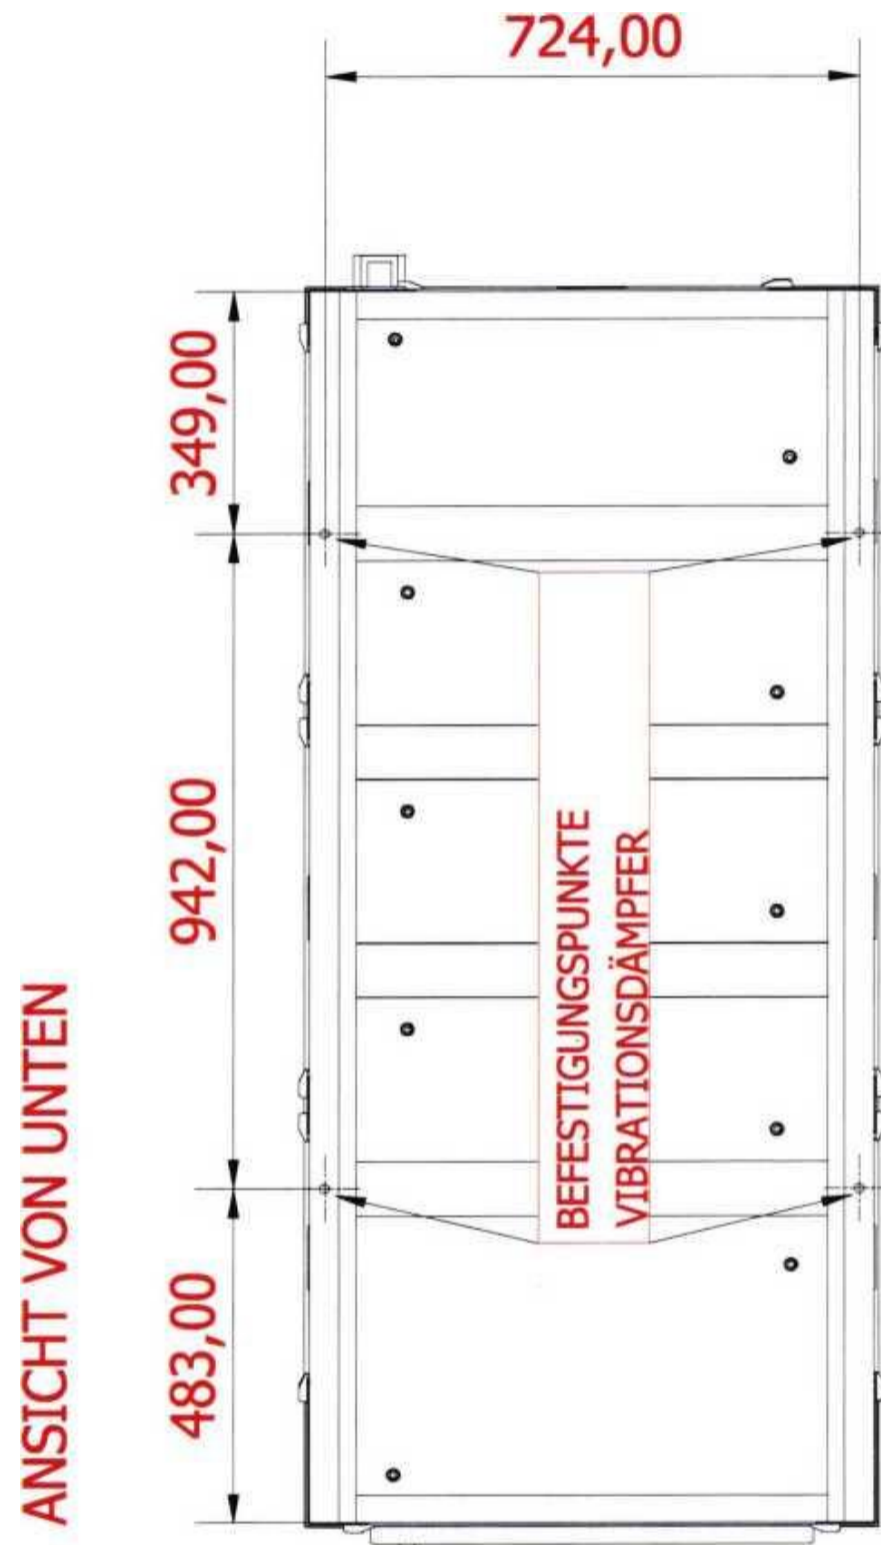 724,00
349,00
942,00
483,00
ANSICHT VON UNTEN
BEFESTIGUNGSPUNKTE
VIBRATIONSDÄMPFER